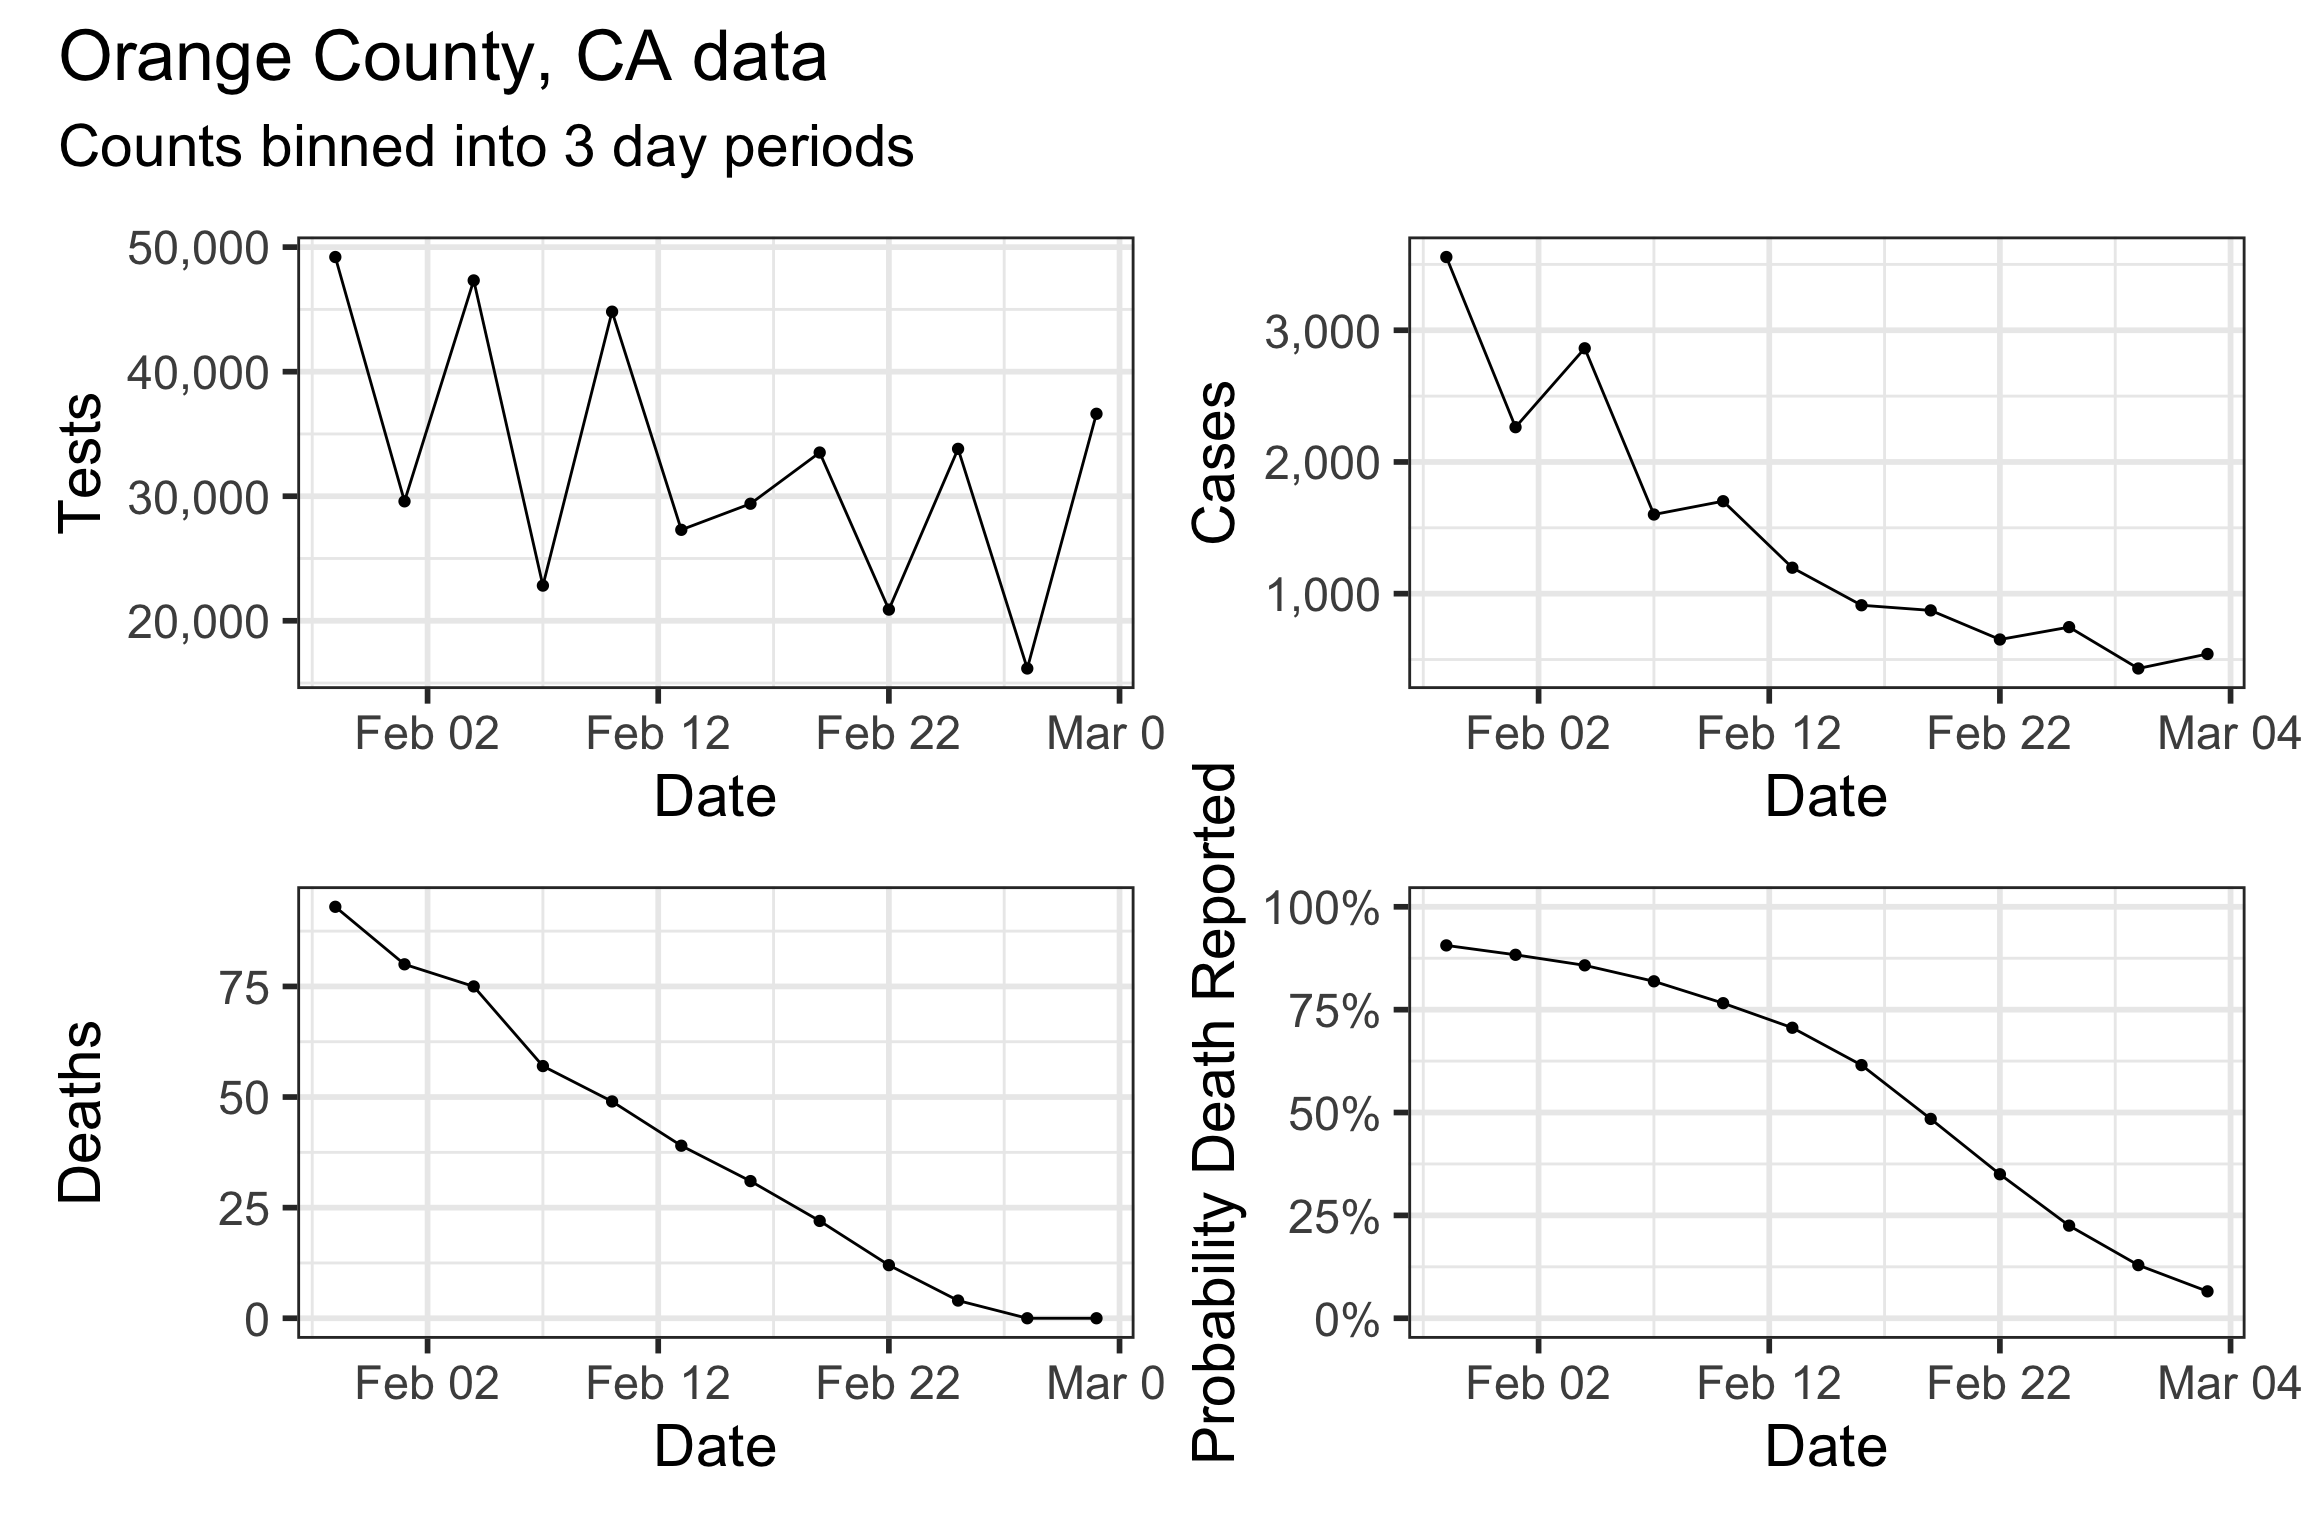 Orange County, CA data
Counts binned into 3 day periods
Tests
50,000
40,000
30,000
20,000
Feb 02 Feb 12 Feb 22 Mar 0
Date
Cases
3,000
2,000
1,000
Feb 02 Feb 12 Feb 22 Mar 04
Date
Deaths
75
50
25
0
Feb 02 Feb 12 Feb 22 Mar 0
Date
Probability Death Reported
100%
75%
50%
25%
0%
Feb 02 Feb 12 Feb 22 Mar 04
Date